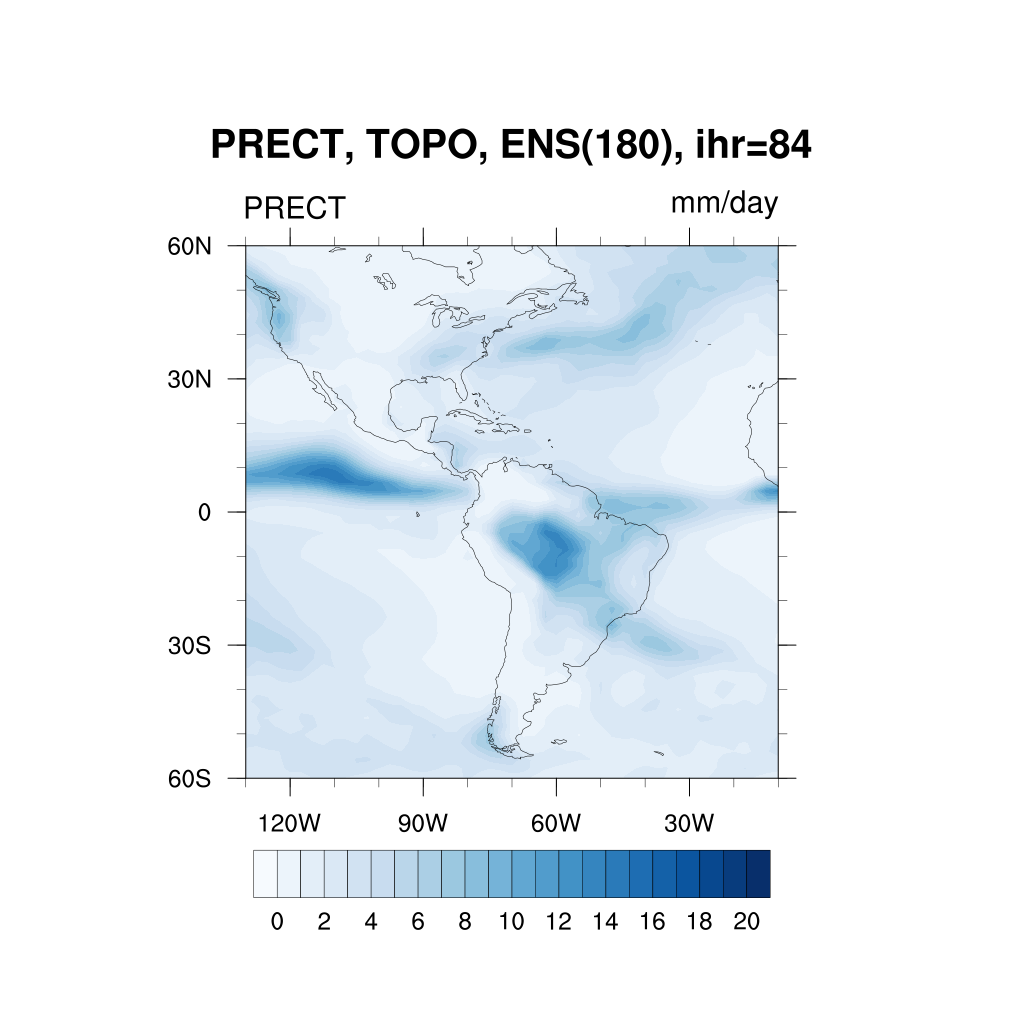 PRECT, TOPO, ENS(180), ihr=84
PRECT mm/day
60N
30N
0
30S
60S
120W 90W 60W 30W
0 2 4 6 8 10 12 14 16 18 20